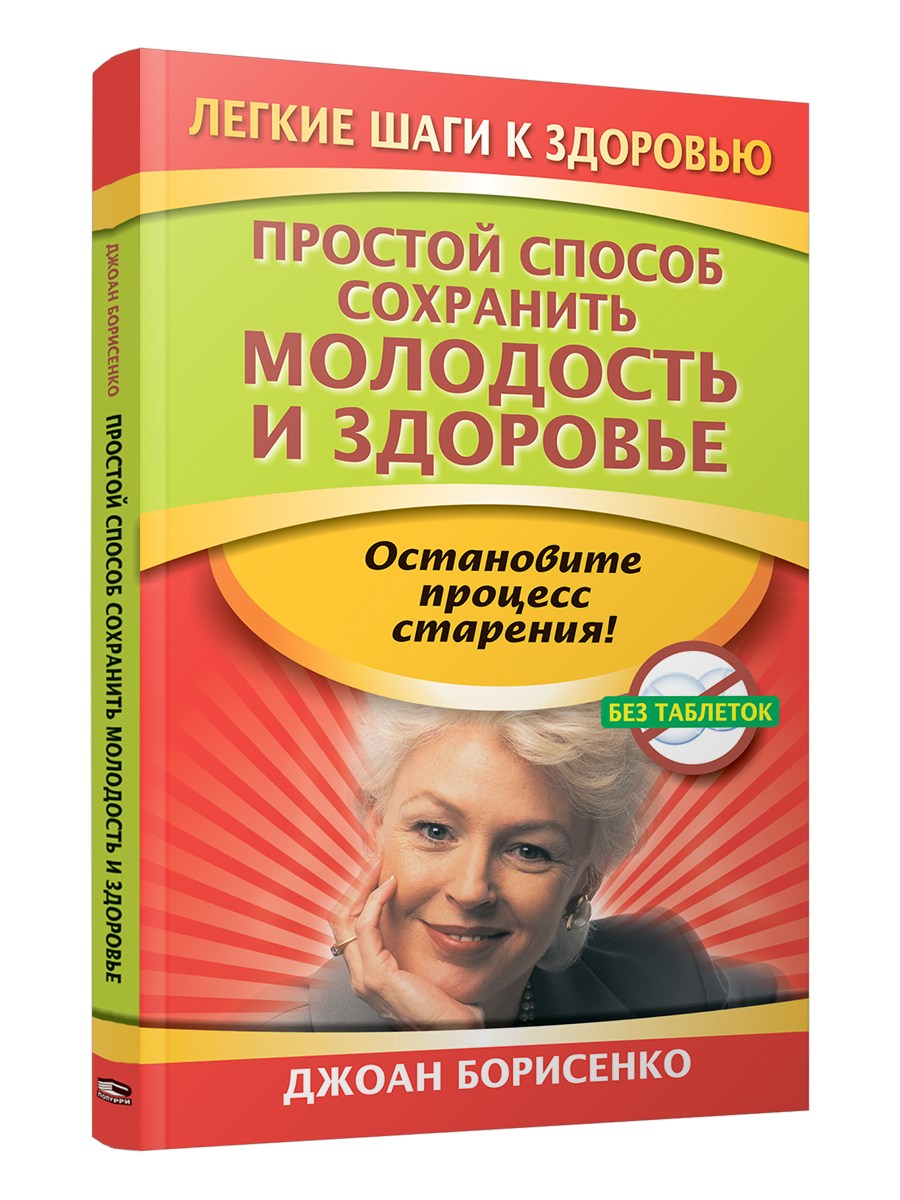 ЛЕГКИЕ ШАГИ К ЗДОРОВЬЮ
ПРОСТОЙ СПОСОБ
СОХРАНИТЬ
МОЛОДОСТЬ
И ЗДОРОВЬЕ
Остановите
процесс
старения!
БЕЗ ТАБЛЕТОК
ДЖОАН БОРИСЕНКО
ДЖОАН БОРИСЕНКО ПРОСТОЙ СПОСОБ СОХРАНИТЬ МОЛОДОСТЬ И ЗДОРОВЬЕ
ПОПУРРИ